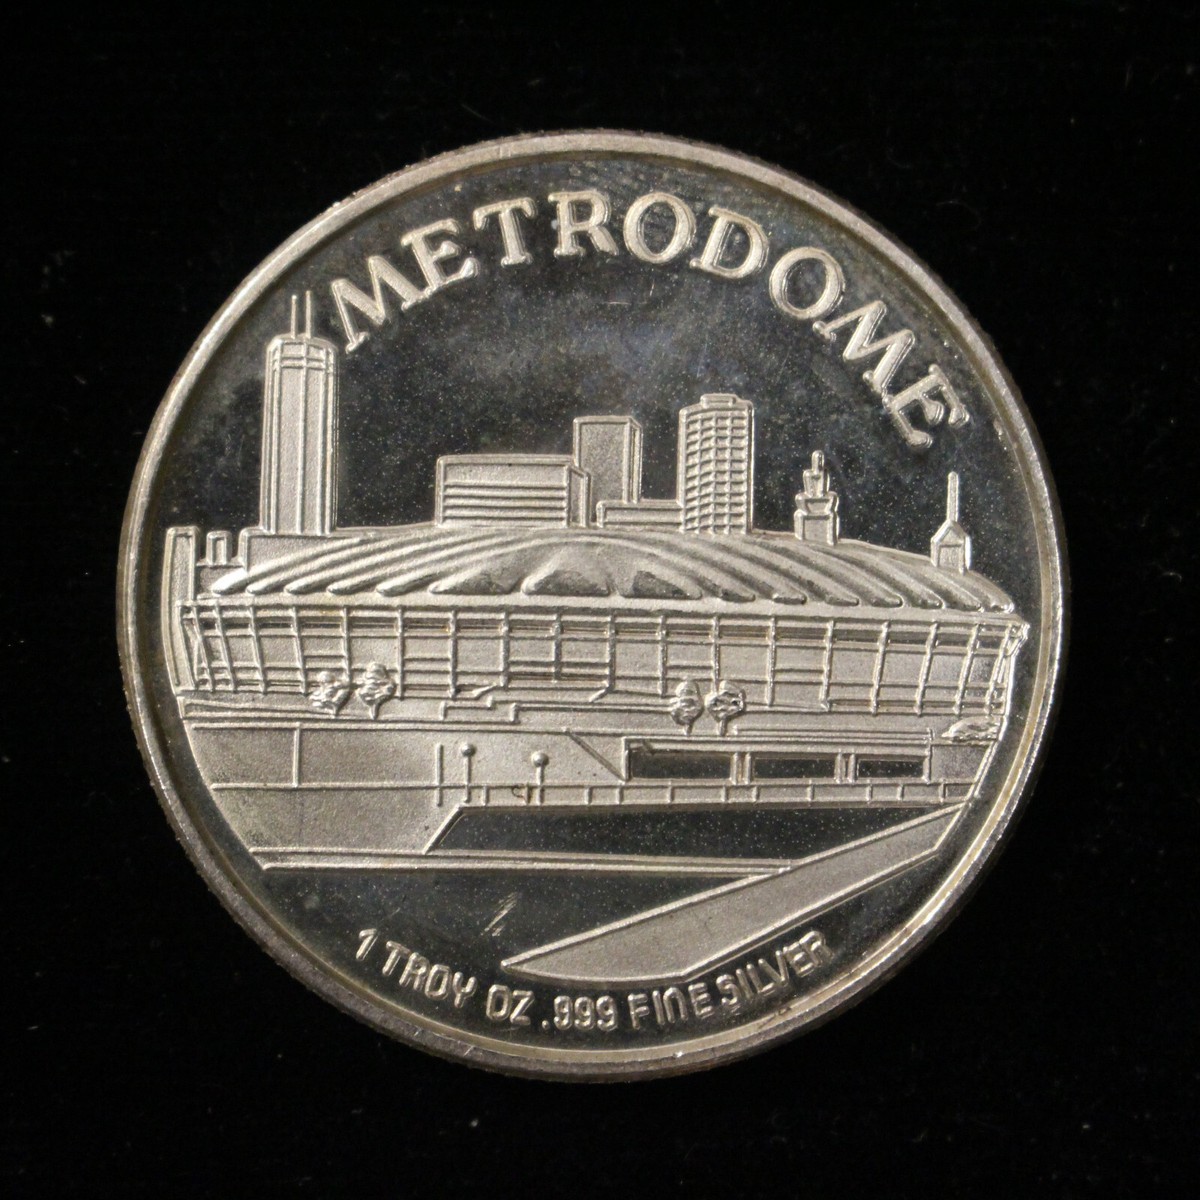 METRODOME
1 TROY OZ .999 FINE SILVER